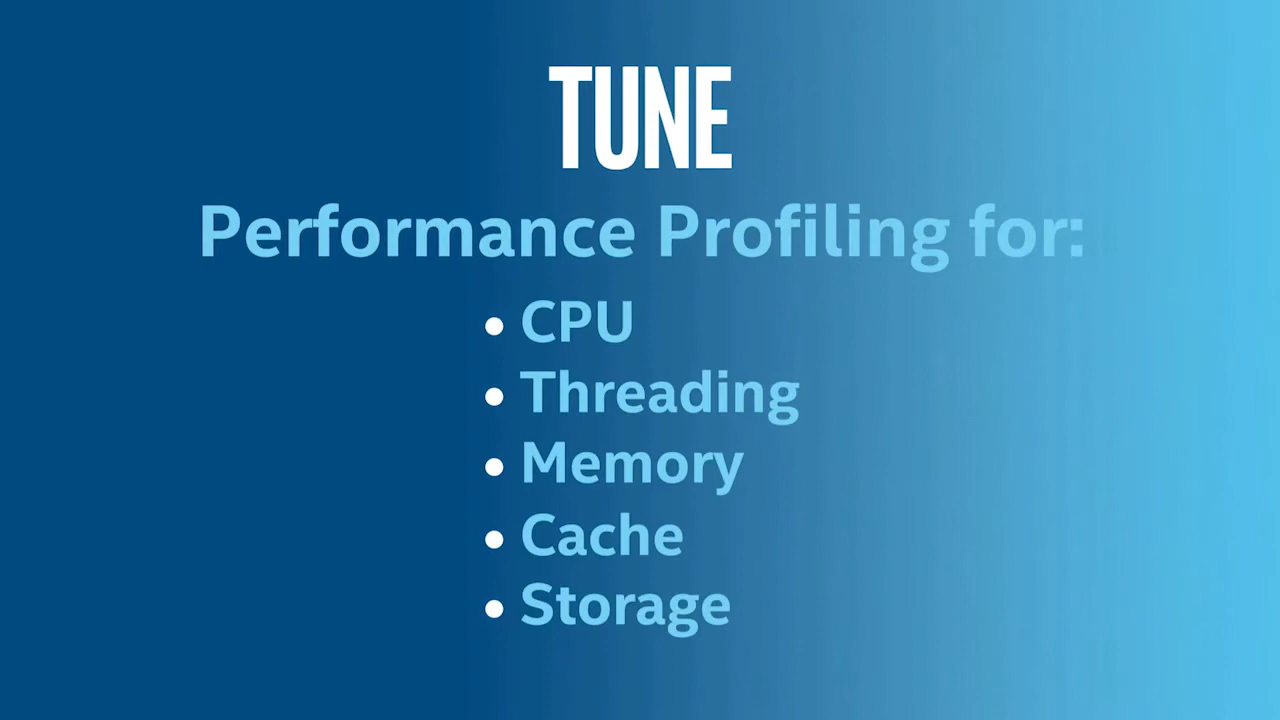 TUNE
Performance Profiling for:
• CPU
• Threading
• Memory
• Cache
• Storage